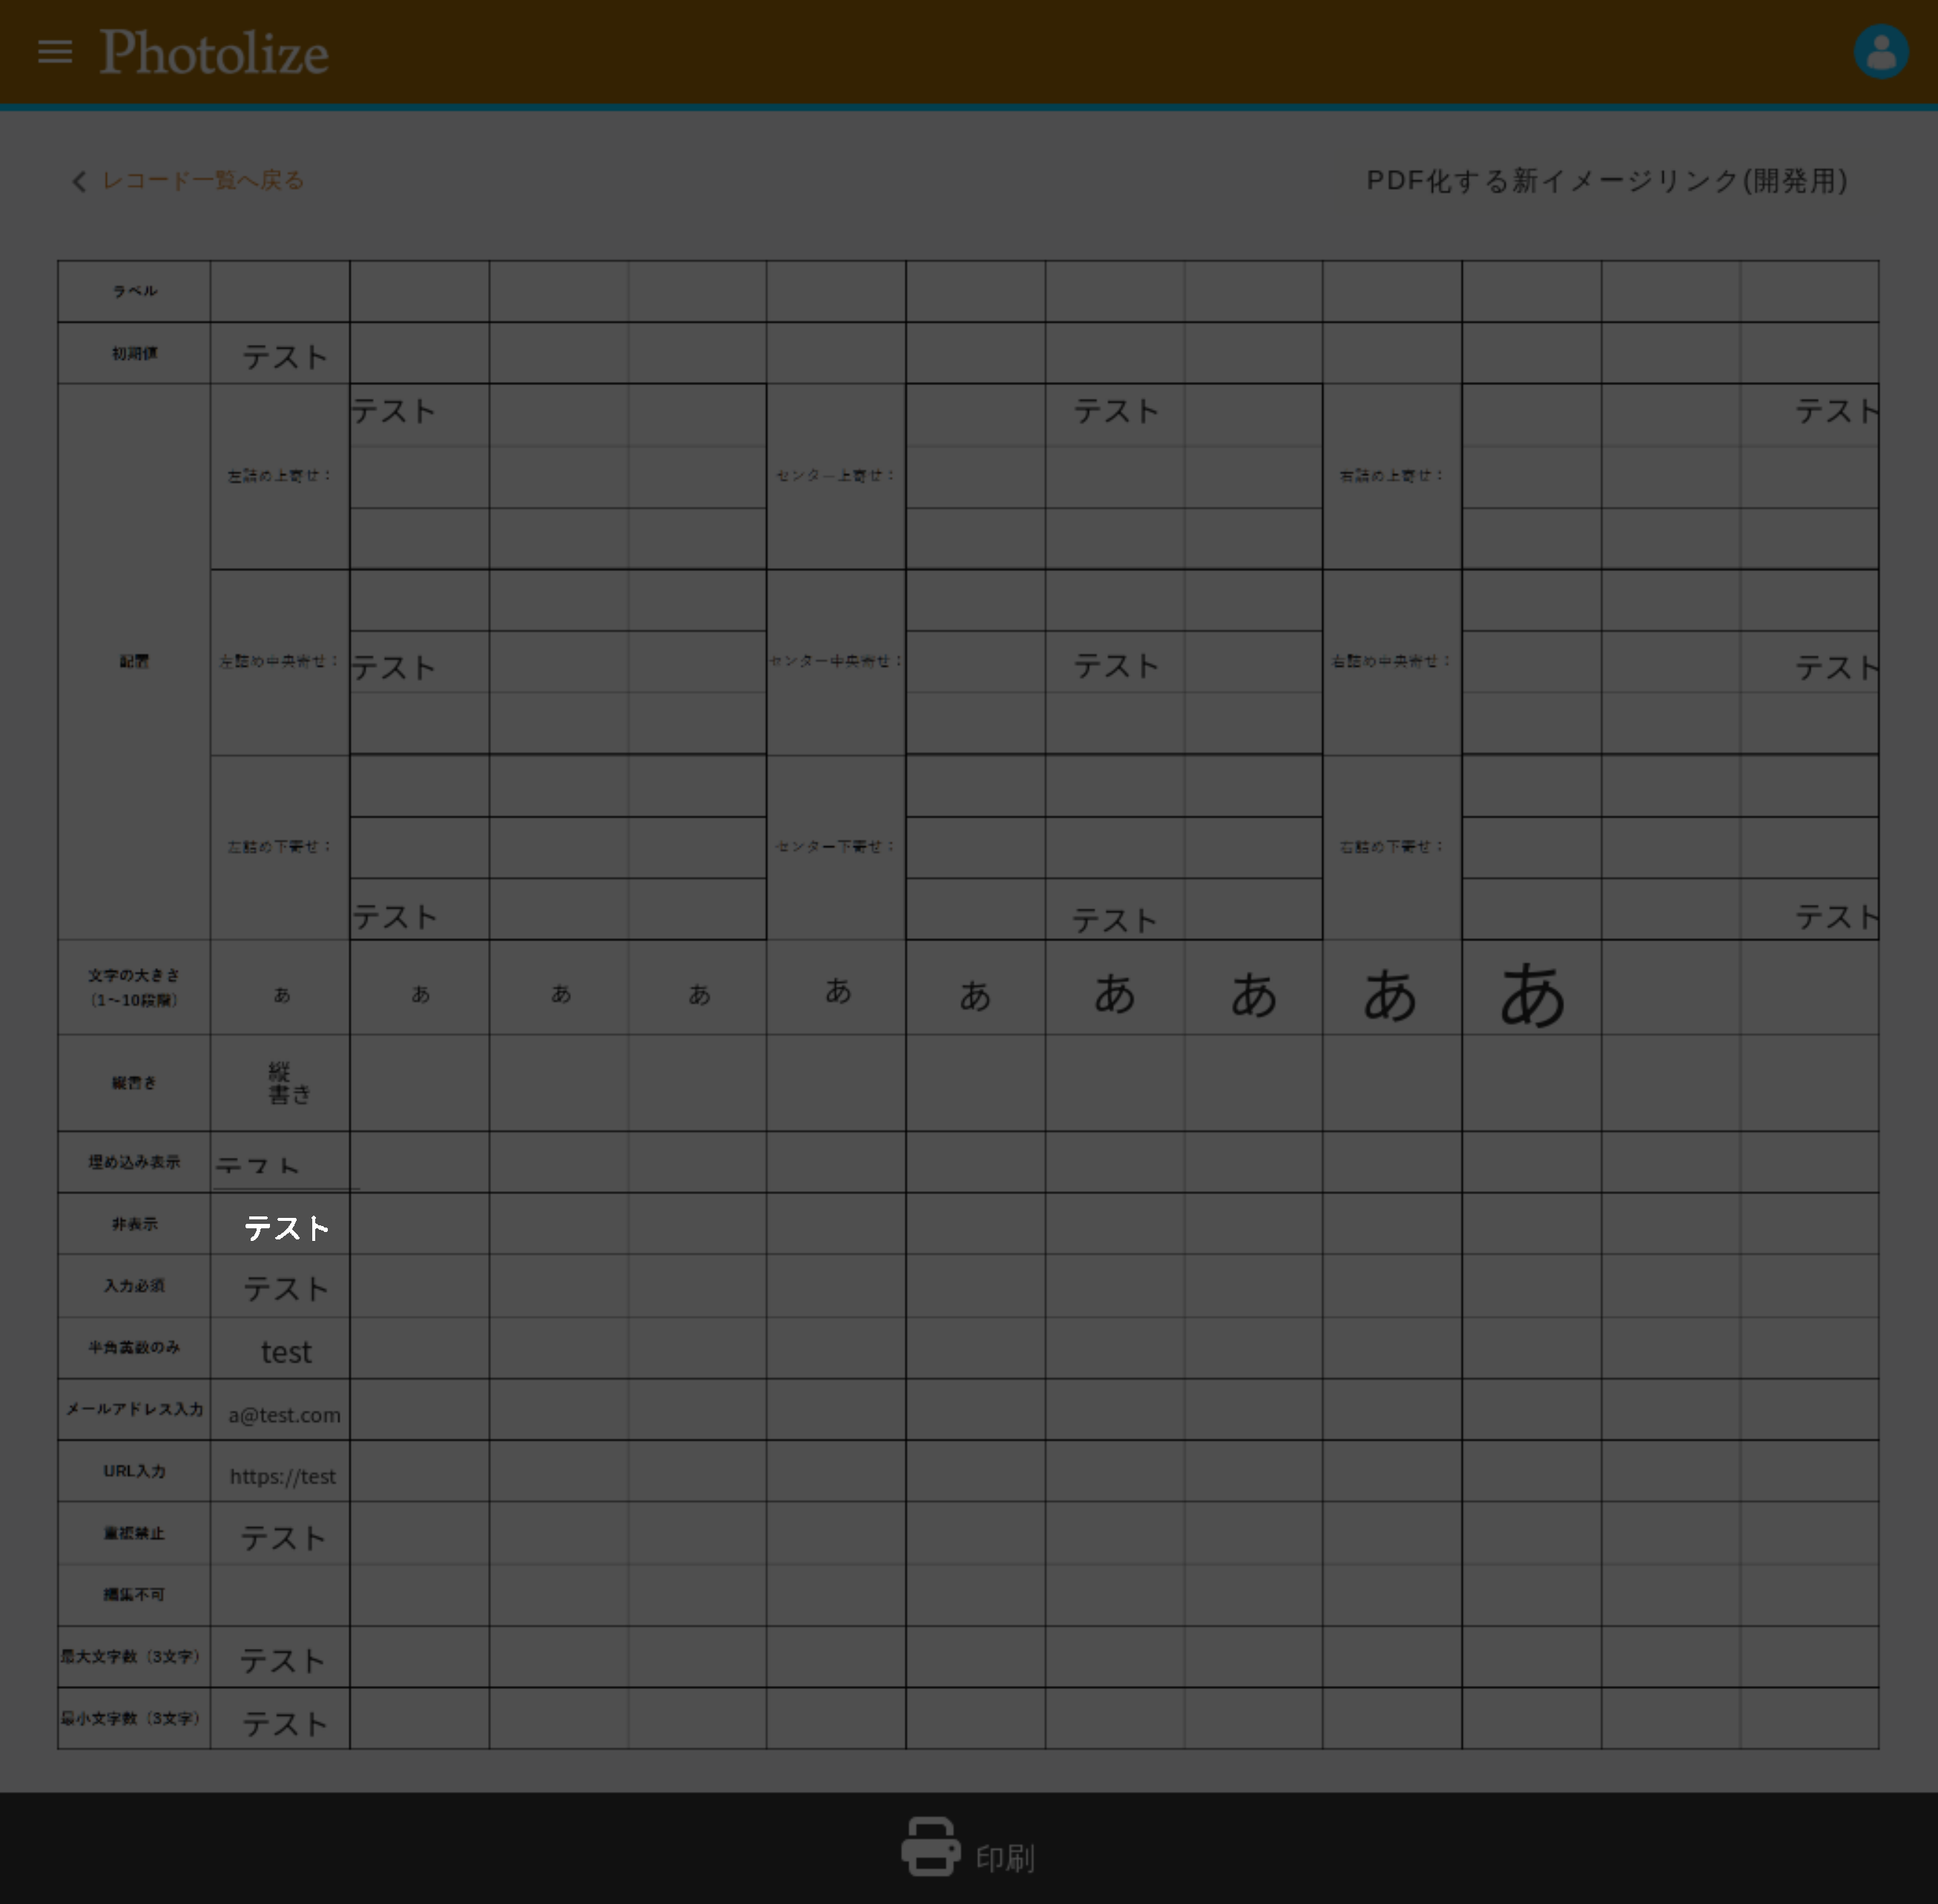 Photolize
レコード一覧へ戻る
PDF化する新イメージリンク(開発用)
ラベル
初期値 テスト
テスト テスト テスト
左詰め上寄せ： センター上寄せ： 右詰め上寄せ：
配置 左詰め中央寄せ： テスト センター中央寄せ： テスト 右詰め中央寄せ： テスト
左詰め下寄せ： センター下寄せ： 右詰め下寄せ：
テスト テスト テスト
文字の大きさ
（1～10段階） あ あ あ あ あ あ あ あ あ あ
縦
縦書き 書き
埋め込み表示 テスト
非表示 テスト
入力必須 テスト
半角英数のみ test
メールアドレス入力 a@test.com
URL入力 https://test
重複禁止 テスト
編集不可
最大文字数（3文字） テスト
最小文字数（3文字） テスト
印刷